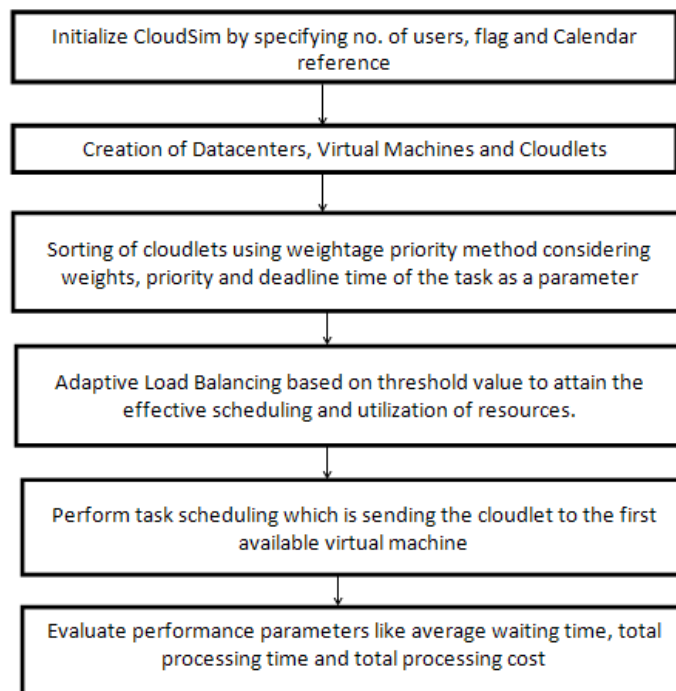 Initialize CloudSim by specifying no. of users, flag and Calendar
reference
Creation of Datacenters, Virtual Machines and Cloudlets
Sorting of cloudlets using weightage priority method considering
weights, priority and deadline time of the task as a parameter
Adaptive Load Balancing based on threshold value to attain the
effective scheduling and utilization of resources.
Perform task scheduling which is sending the cloudlet to the first
available virtual machine
Evaluate performance parameters like average waiting time, total
processing time and total processing cost